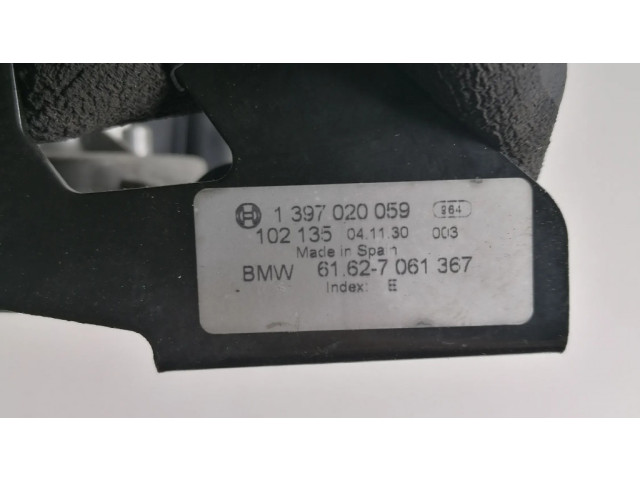 1 397 020 059 264
102 135 04.11.30 003
Made in Spain
BMW 61.62-7 061 367
Index: E